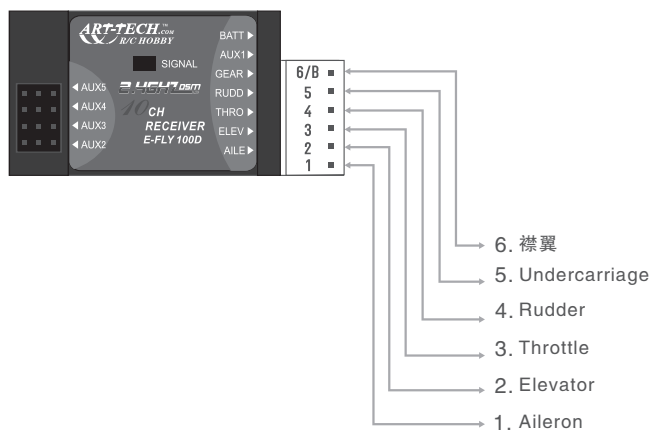 ART-TECH.COM
R/C HOBBY
BATT
AUX1
GEAR
RUDD
THRO
ELEV
AILE
SIGNAL
2.4GHz DSM
10 CH
RECEIVER
E-FLY 100D
AUX5
AUX4
AUX3
AUX2
6/B
5
4
3
2
1
6. 襟翼
5. Undercarriage
4. Rudder
3. Throttle
2. Elevator
1. Aileron